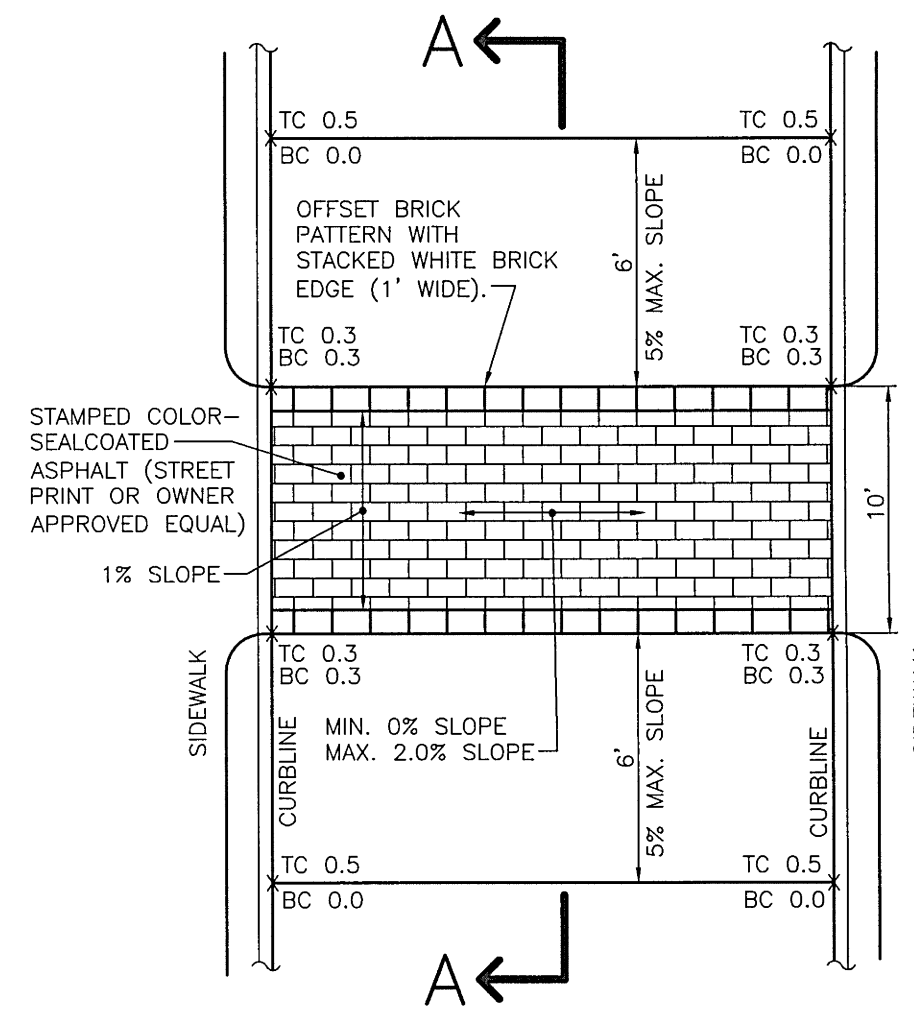 A
TC 0.5
BC 0.0
TC 0.5
BC 0.0
OFFSET BRICK
PATTERN WITH
STACKED WHITE BRICK
EDGE (1' WIDE).
6'
5% MAX. SLOPE
TC 0.3
BC 0.3
TC 0.3
BC 0.3
STAMPED COLOR-
SEALCOATED
ASPHALT (STREET
PRINT OR OWNER
APPROVED EQUAL)
1% SLOPE
10'
TC 0.3
BC 0.3
TC 0.3
BC 0.3
SIDEWALK
CURBLINE
MIN. 0% SLOPE
MAX. 2.0% SLOPE
6'
5% MAX. SLOPE
CURBLINE
TC 0.5
BC 0.0
TC 0.5
BC 0.0
A